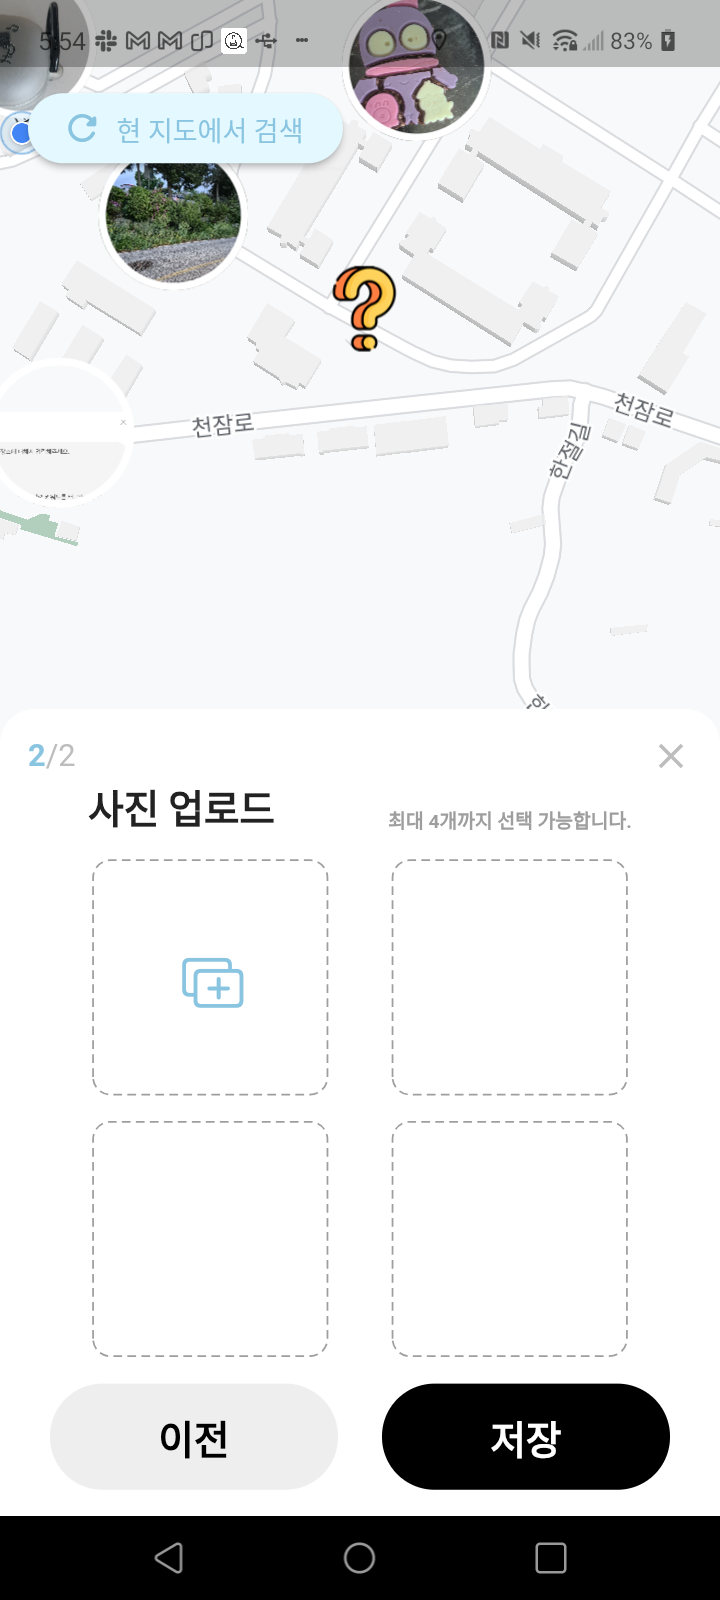 5:54
83%
현 지도에서 검색
천잠로
천잠로
한절길
2/2
사진 업로드
최대 4개까지 선택 가능합니다.
이전
저장